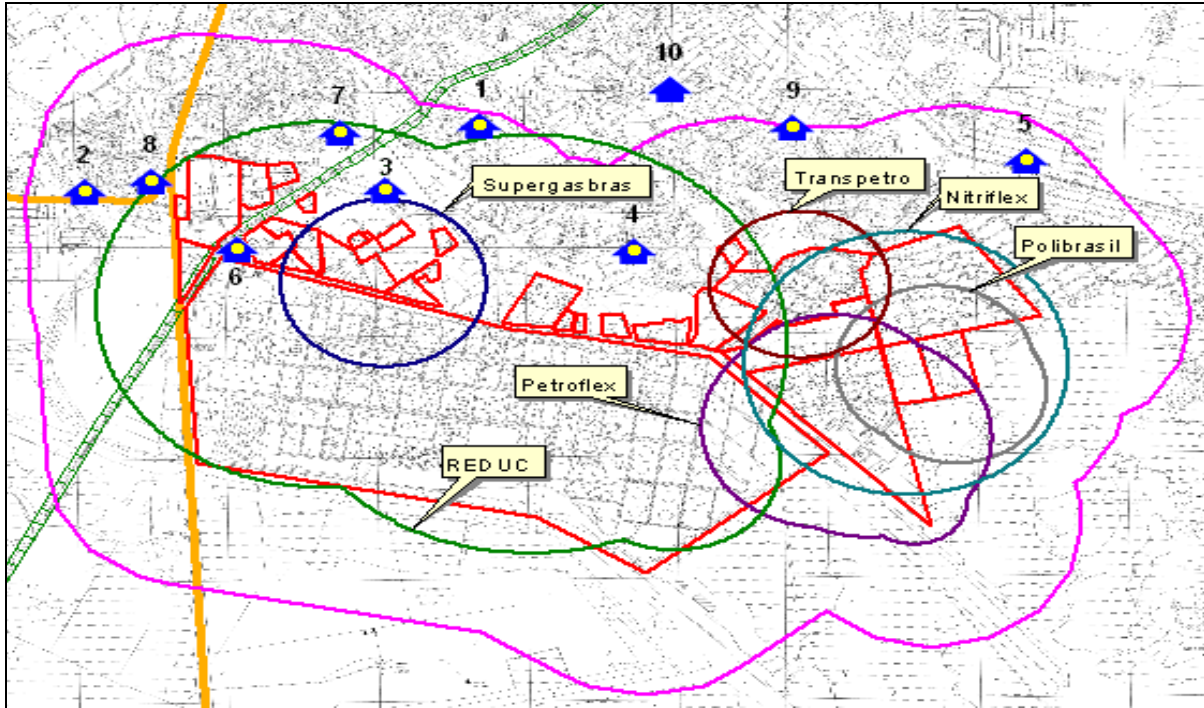 10
1
7
9
5
8
2
3
Supergasbras
Transpetro
Nitriflex
4
Polibrasil
6
Petroflex
REDUC